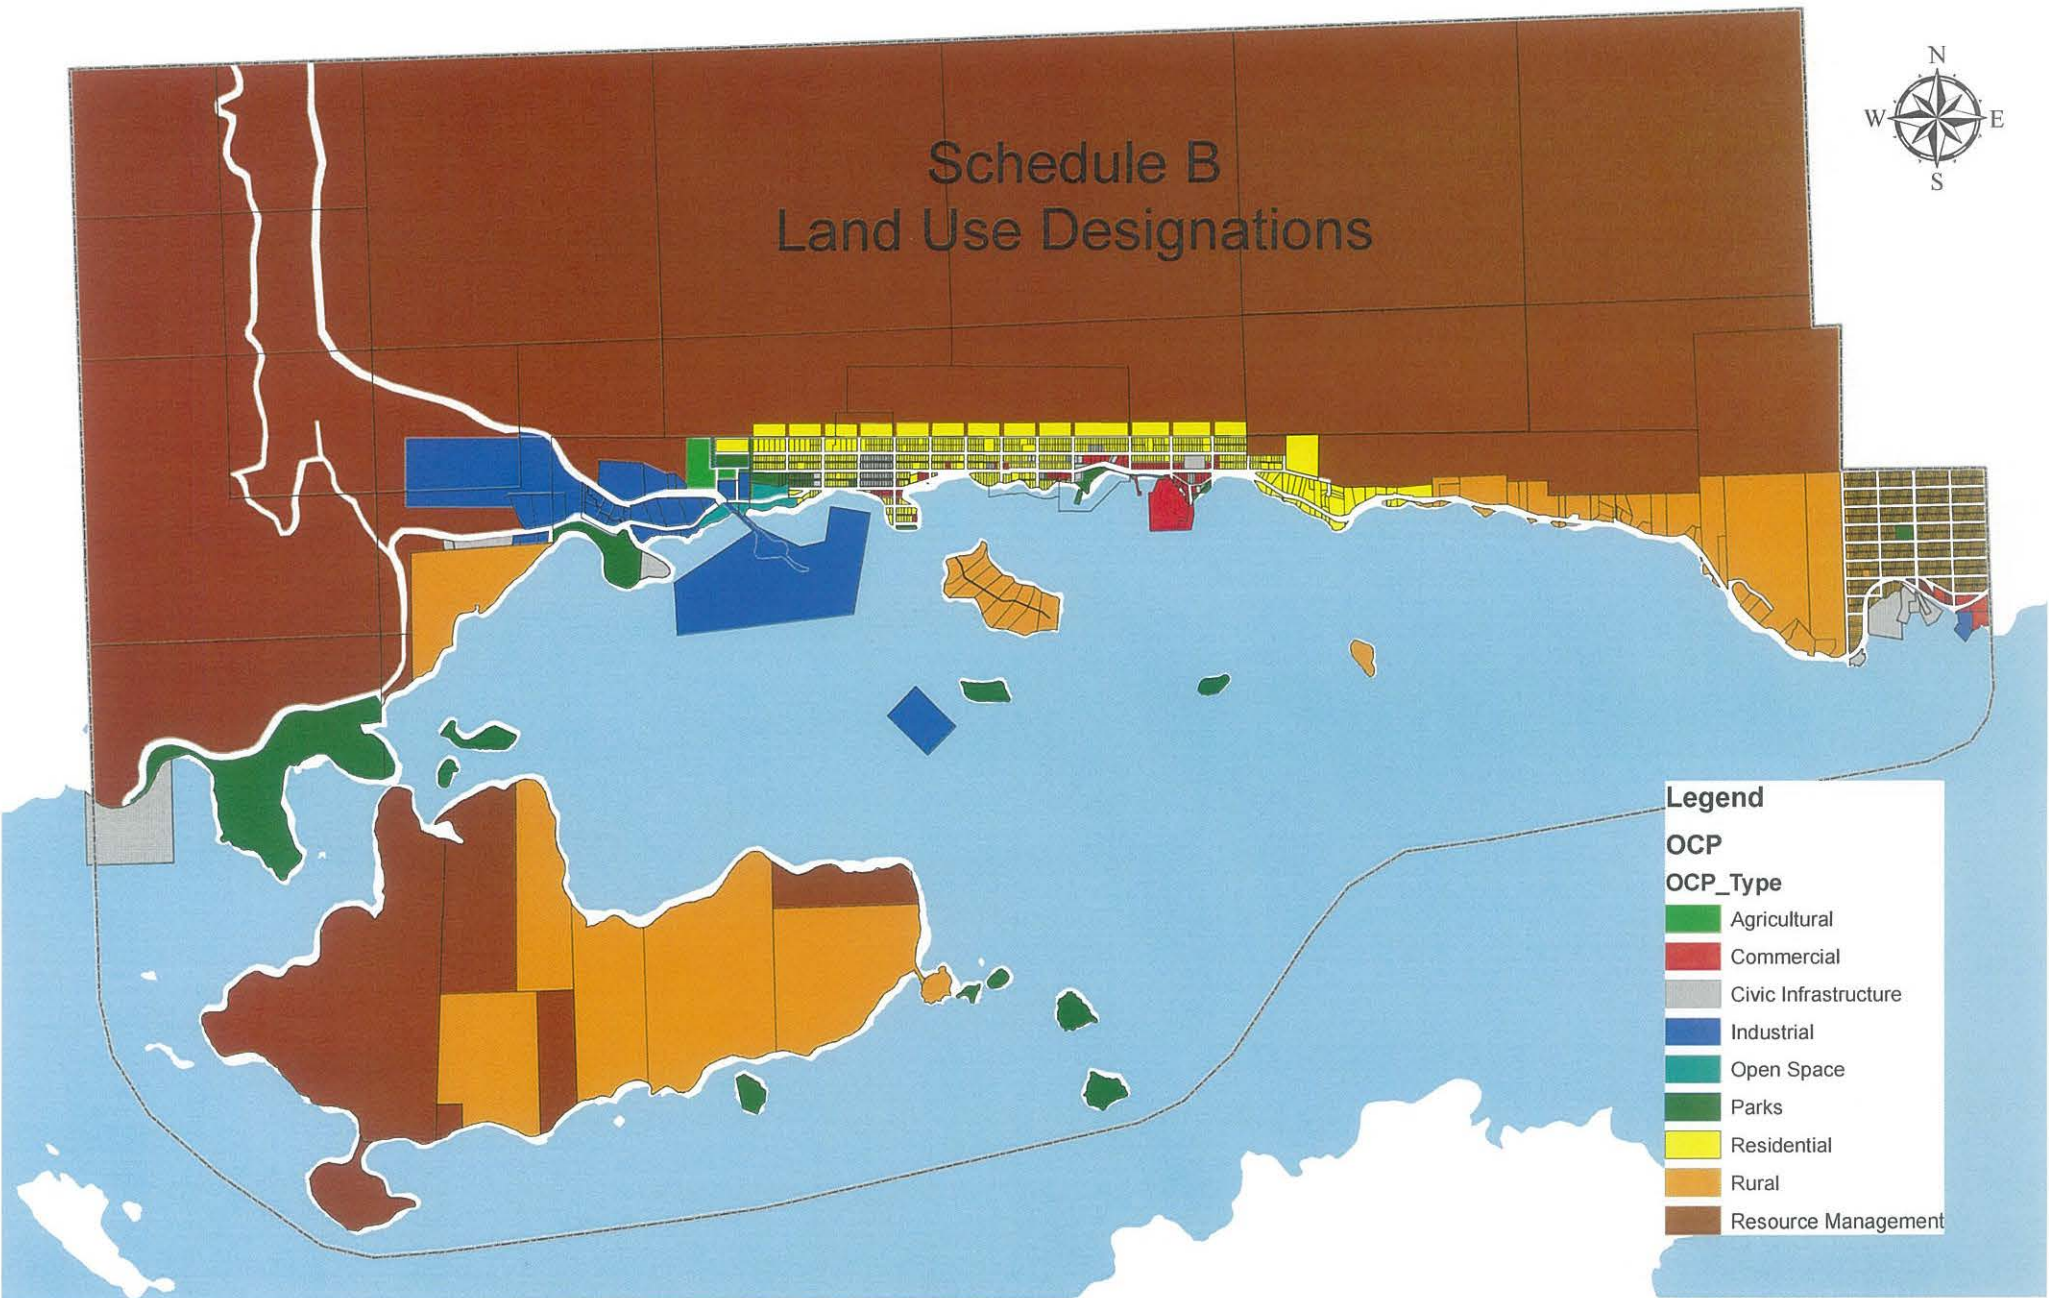 Schedule B
Land Use Designations
N
W
E
S
Legend
OCP
OCP_Type
Agricultural
Commercial
Civic Infrastructure
Industrial
Open Space
Parks
Residential
Rural
Resource Management